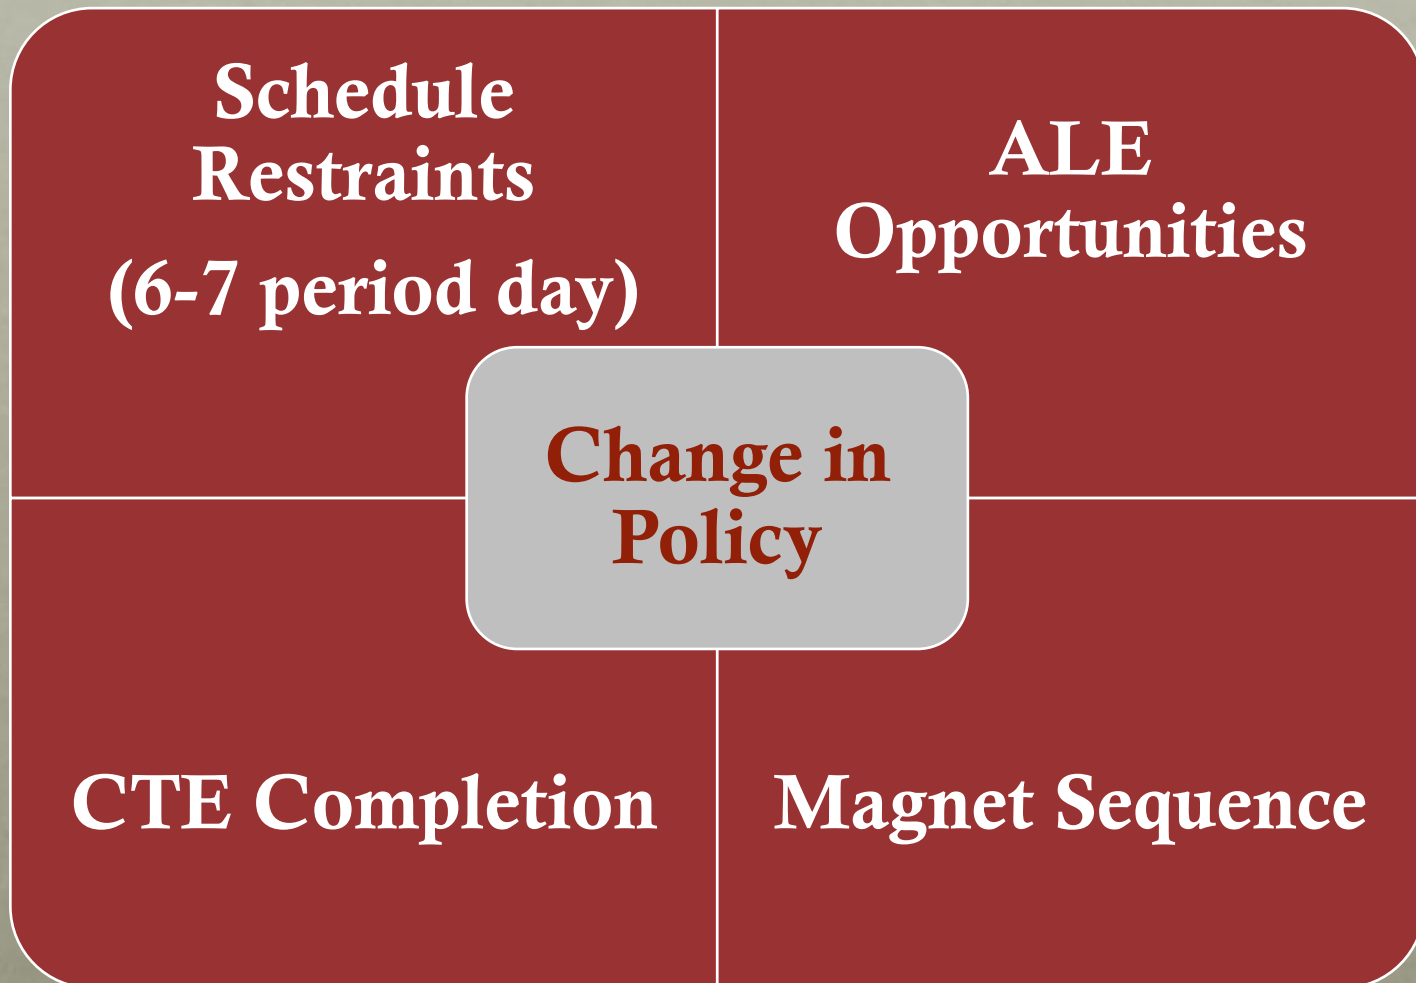 Schedule
Restraints
(6-7 period day)
ALE
Opportunities
Change in
Policy
CTE Completion
Magnet Sequence